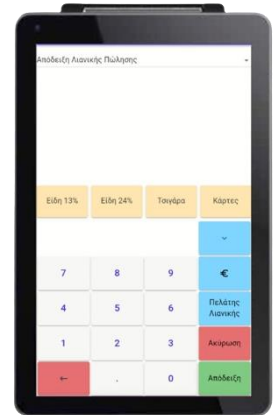 Απόδειξη Λιανικής Πώλησης
Είδη 13% Είδη 24% Τσιγάρα Κάρτες
7 8 9 €
4 5 6 Πελάτης Λιανικής
1 2 3 Ακύρωση
← . 0 Απόδειξη